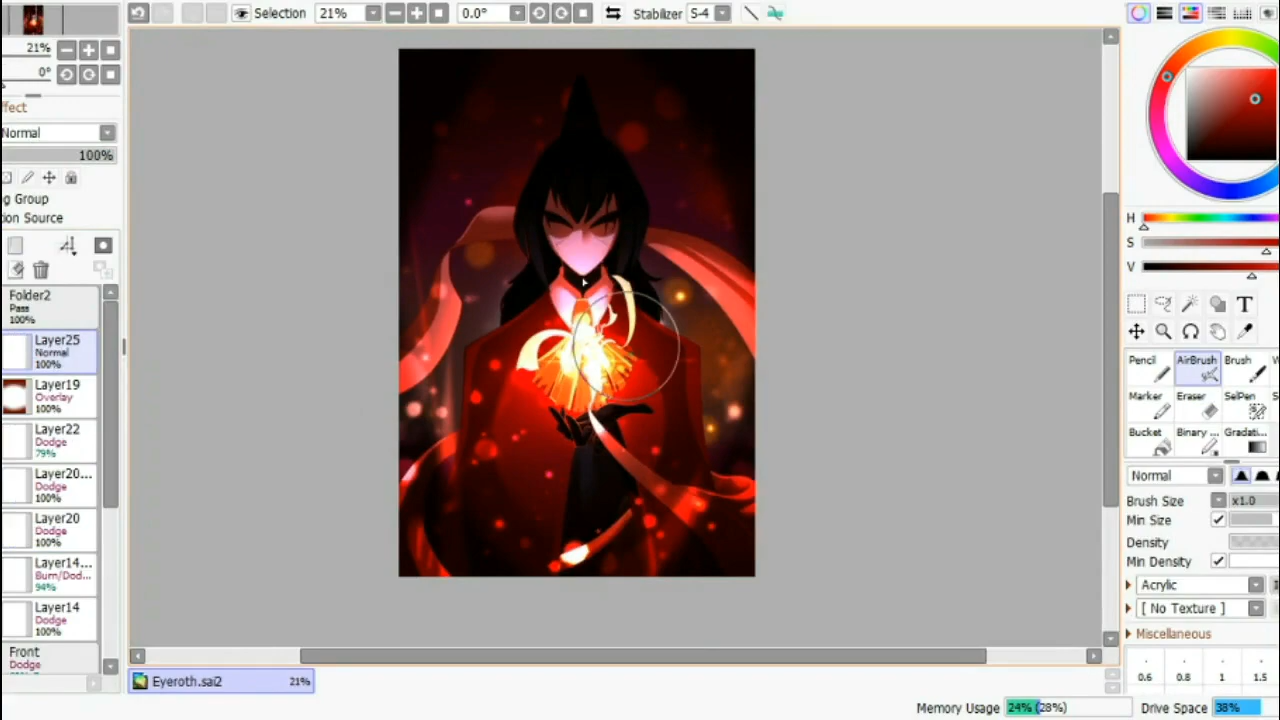 Selection 21% 0.0° Stabilizer S-4
21%
0°
ffect
Normal
100%
g Group
ion Source
Folder2
Pass
100%
Layer25
Normal
100%
Layer19
Overlay
100%
Layer22
Dodge
79%
Layer20...
Dodge
100%
Layer20
Dodge
100%
Layer14...
Burn/Dod...
94%
Layer14
Dodge
100%
Front
Dodge
Eyeroth.sai2 21%
H
S
V
T
Pencil AirBrush Brush
Marker Eraser SelPen
Bucket Binary ... Gradati...
Normal
Brush Size x1.0
Min Size
Density
Min Density
Acrylic
[ No Texture ]
Miscellaneous
0.6 0.8 1 1.5
Memory Usage 24% (28%) Drive Space 38%